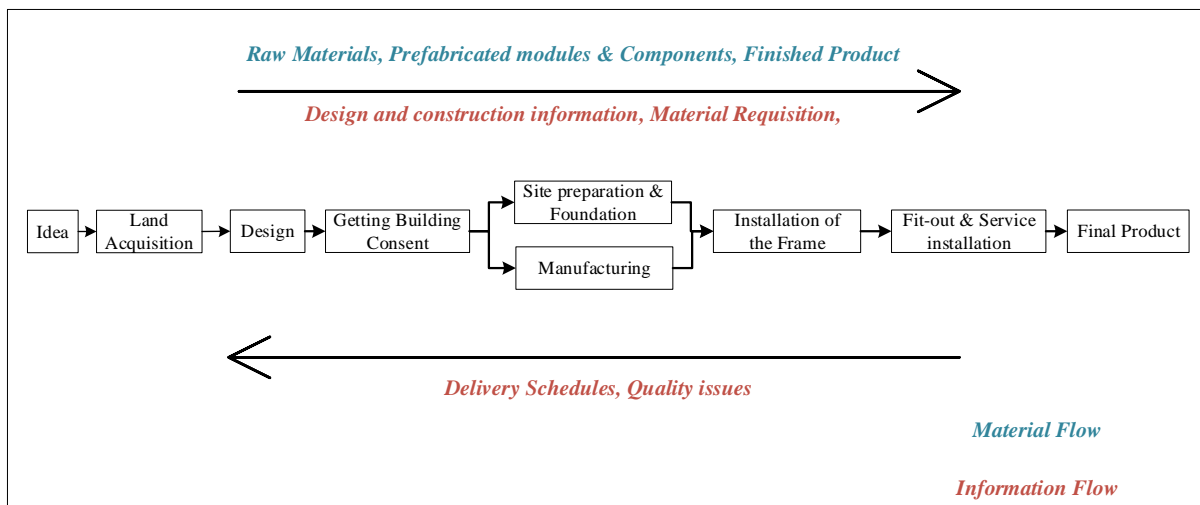 Raw Materials, Prefabricated modules & Components, Finished Product
Design and construction information, Material Requisition,
Idea
Land
Acquisition
Design
Getting Building
Consent
Site preparation &
Foundation
Manufacturing
Installation of
the Frame
Fit-out & Service
installation
Final Product
Delivery Schedules, Quality issues
Material Flow
Information Flow